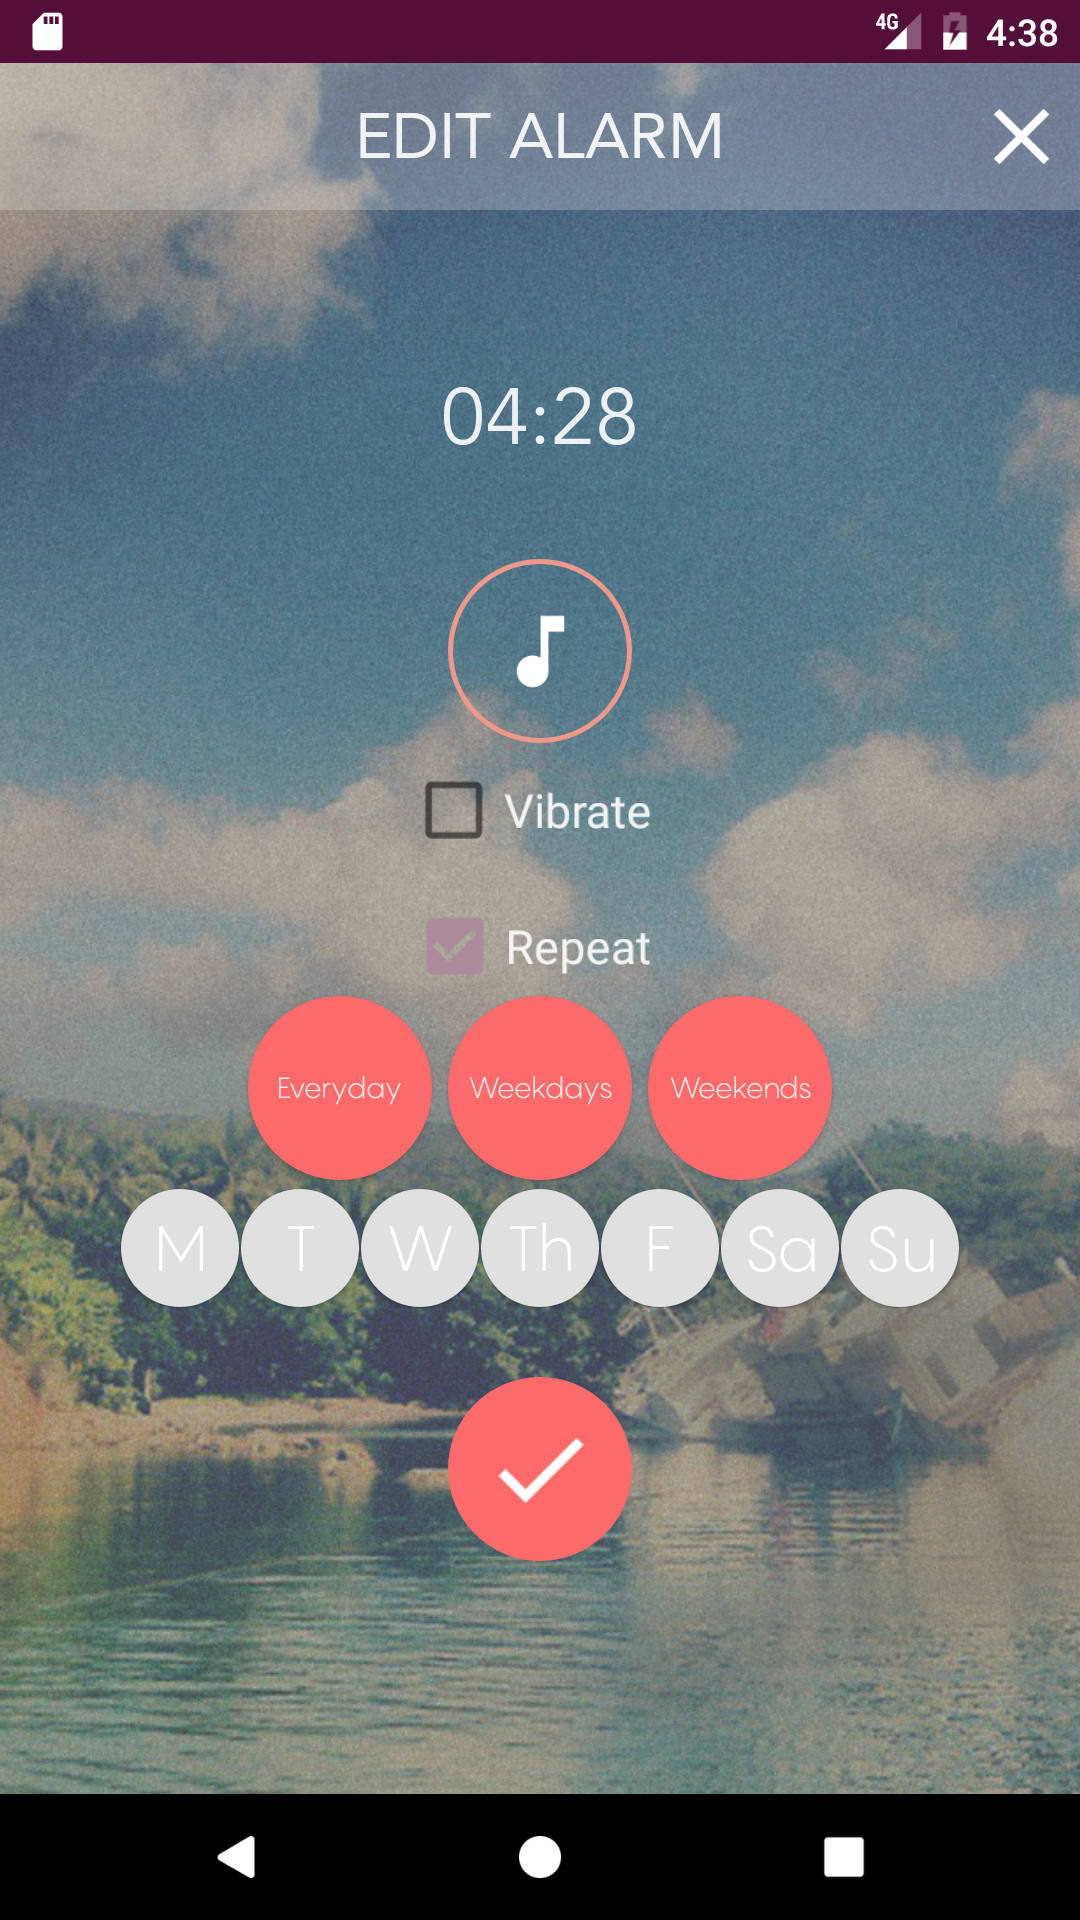 4G 4:38
EDIT ALARM
04:28
Vibrate
Repeat
Everyday Weekdays Weekends
M T W Th F Sa Su